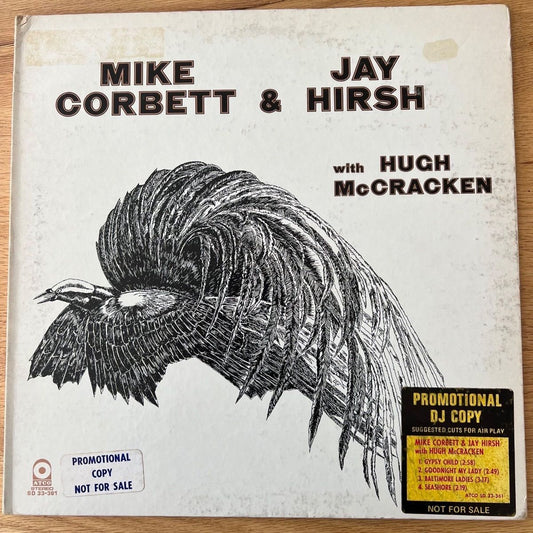 MIKE
CORBETT & JAY
HIRSH
with HUGH
McCRACKEN
PROMOTIONAL
DJ COPY
SUGGESTED CUTS FOR AIR PLAY
MIKE CORBETT & JAY HIRSH
with HUGH McCRACKEN
1. GYPSY CHILD (2:58)
2. GOODNIGHT MY LADY (2:49)
3. BALTIMORE LADIES (3:17)
4. SEASHORE (2:19)
ATCO SD 33-361
NOT FOR SALE
PROMOTIONAL
COPY
NOT FOR SALE
ATCO
STEREO
SD 33-361